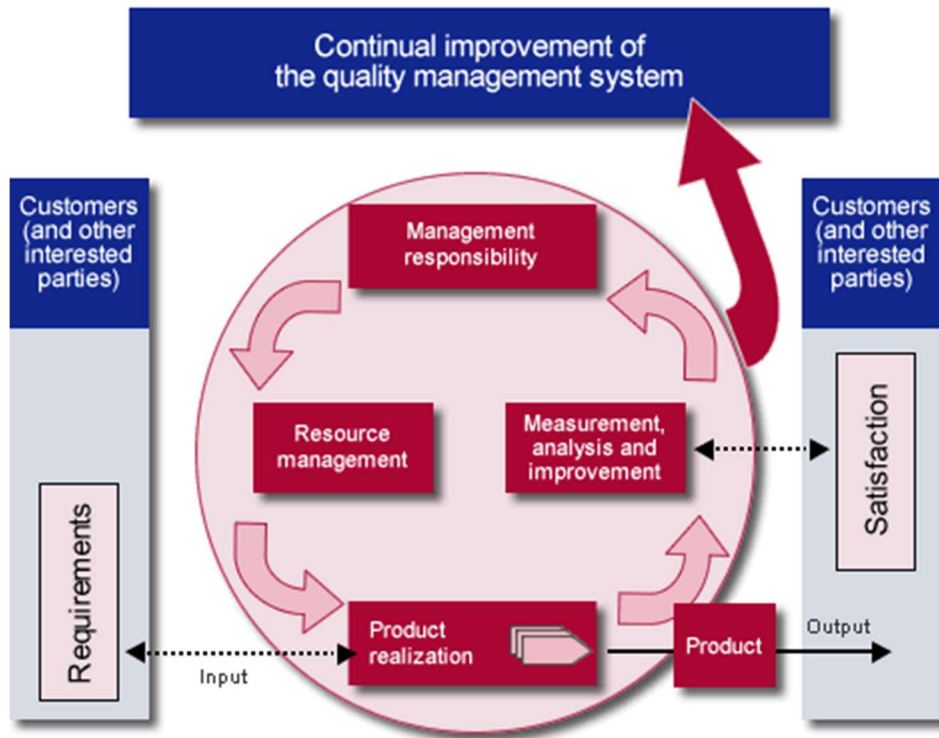 Continual improvement of
the quality management system
Customers
(and other
interested
parties)
Requirements
Management
responsibility
Resource
management
Measurement,
analysis and
improvement
Product
realization
Input
Product
Output
Customers
(and other
interested
parties)
Satisfaction